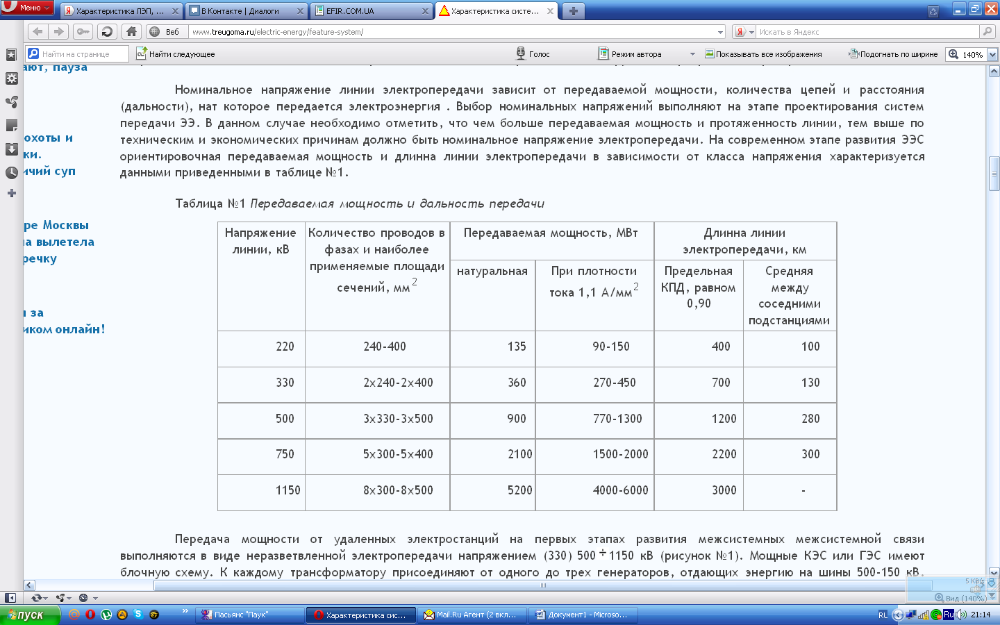 Меню
Характеристика ЛЭП, ...
В Контакте | Диалоги
EFIR.COM.UA
Характеристика систе...
Веб
www.treugoma.ru/electric-energy/feature-system/
Искать в Яндекс
Найти на странице
Найти следующее
Голос
Режим автора
Показывать все изображения
Подогнать по ширине
140%
ают, пауза
охоты и
ки.
ичий суп
ре Москвы
на вылетела
речку
за
иком онлайн!
Номинальное напряжение линии электропередачи зависит от передаваемой мощности, количества цепей и расстояния
(дальности), нат которое передается электроэнергия . Выбор номинальных напряжений выполняют на этапе проектирования систем
передачи ЭЭ. В данном случае необходимо отметить, что чем больше передаваемая мощность и протяженность линии, тем выше по
техническим и экономических причинам должно быть номинальное напряжение электропередачи. На современном этапе развития ЭЭС
ориентировочная передаваемая мощность и длинна линии электропередачи в зависимости от класса напряжения характеризуется
данными приведенными в таблице №1.
Таблица №1 Передаваемая мощность и дальность передачи
Напряжение линии, кВ
Количество проводов в фазах и наиболее применяемые площади сечений, мм2
Передаваемая мощность, МВт
Длинна линии электропередачи, км
натуральная
При плотности тока 1,1 А/мм2
Предельная КПД, равном 0,90
Средняя между соседними подстанциями
220 240-400 135 90-150 400 100
330 2x240-2x400 360 270-450 700 130
500 3x330-3x500 900 770-1300 1200 280
750 5x300-5x400 2100 1500-2000 2200 300
1150 8x300-8x500 5200 4000-6000 3000 -
Передача мощности от удаленных электростанций на первых этапах развития межсистемных межсистемной связи
выполняются в виде неразветвленной электропередачи напряжением (330) 500÷1150 кВ (рисунок №1). Мощные КЭС или ГЭС имеют
блочную схему. К каждому трансформатору присоединяют от одного до трех генераторов, отдающих энергию на шины 500-150 кВ.
5 KB/s
Вид (140%)
пуск
Пасьянс "Паук"
Характеристика сис...
Mail.Ru Агент (2 вкл...
Документ1 - Microso...
RL
Ru
21:14